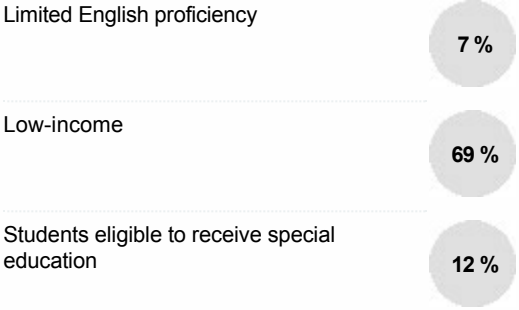 Limited English proficiency
7 %
Low-income
69 %
Students eligible to receive special
education
12 %